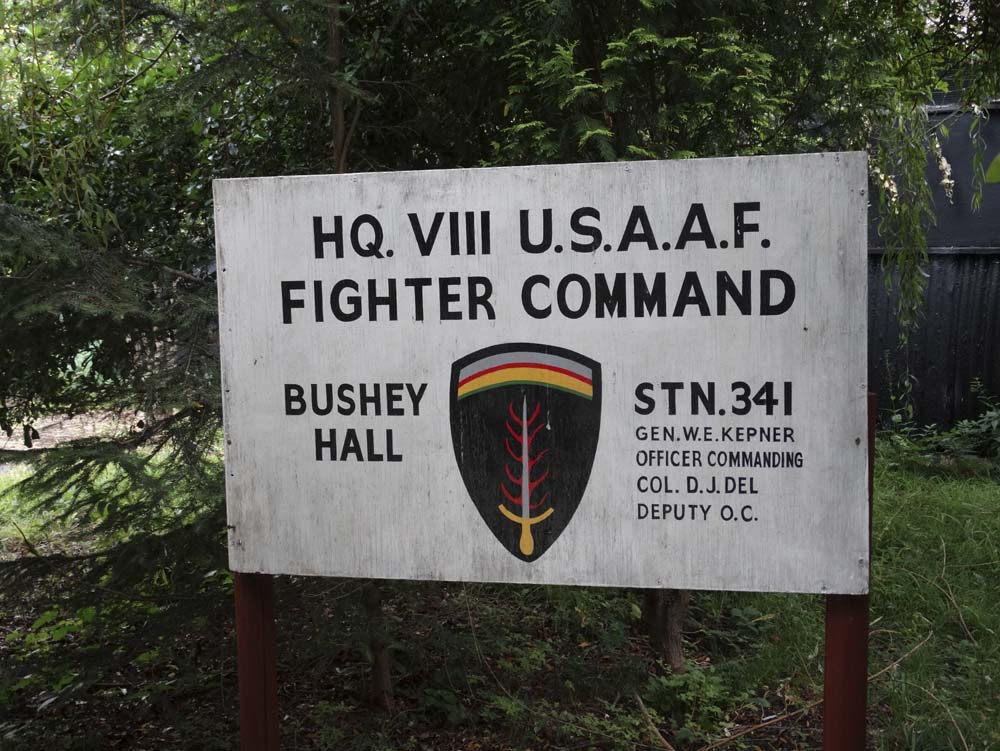 HQ. VIII U.S.A.A.F.
FIGHTER COMMAND
BUSHEY
HALL
STN.341
GEN.W.E.KEPNER
OFFICER COMMANDING
COL. D.J.DEL
DEPUTY O.C.